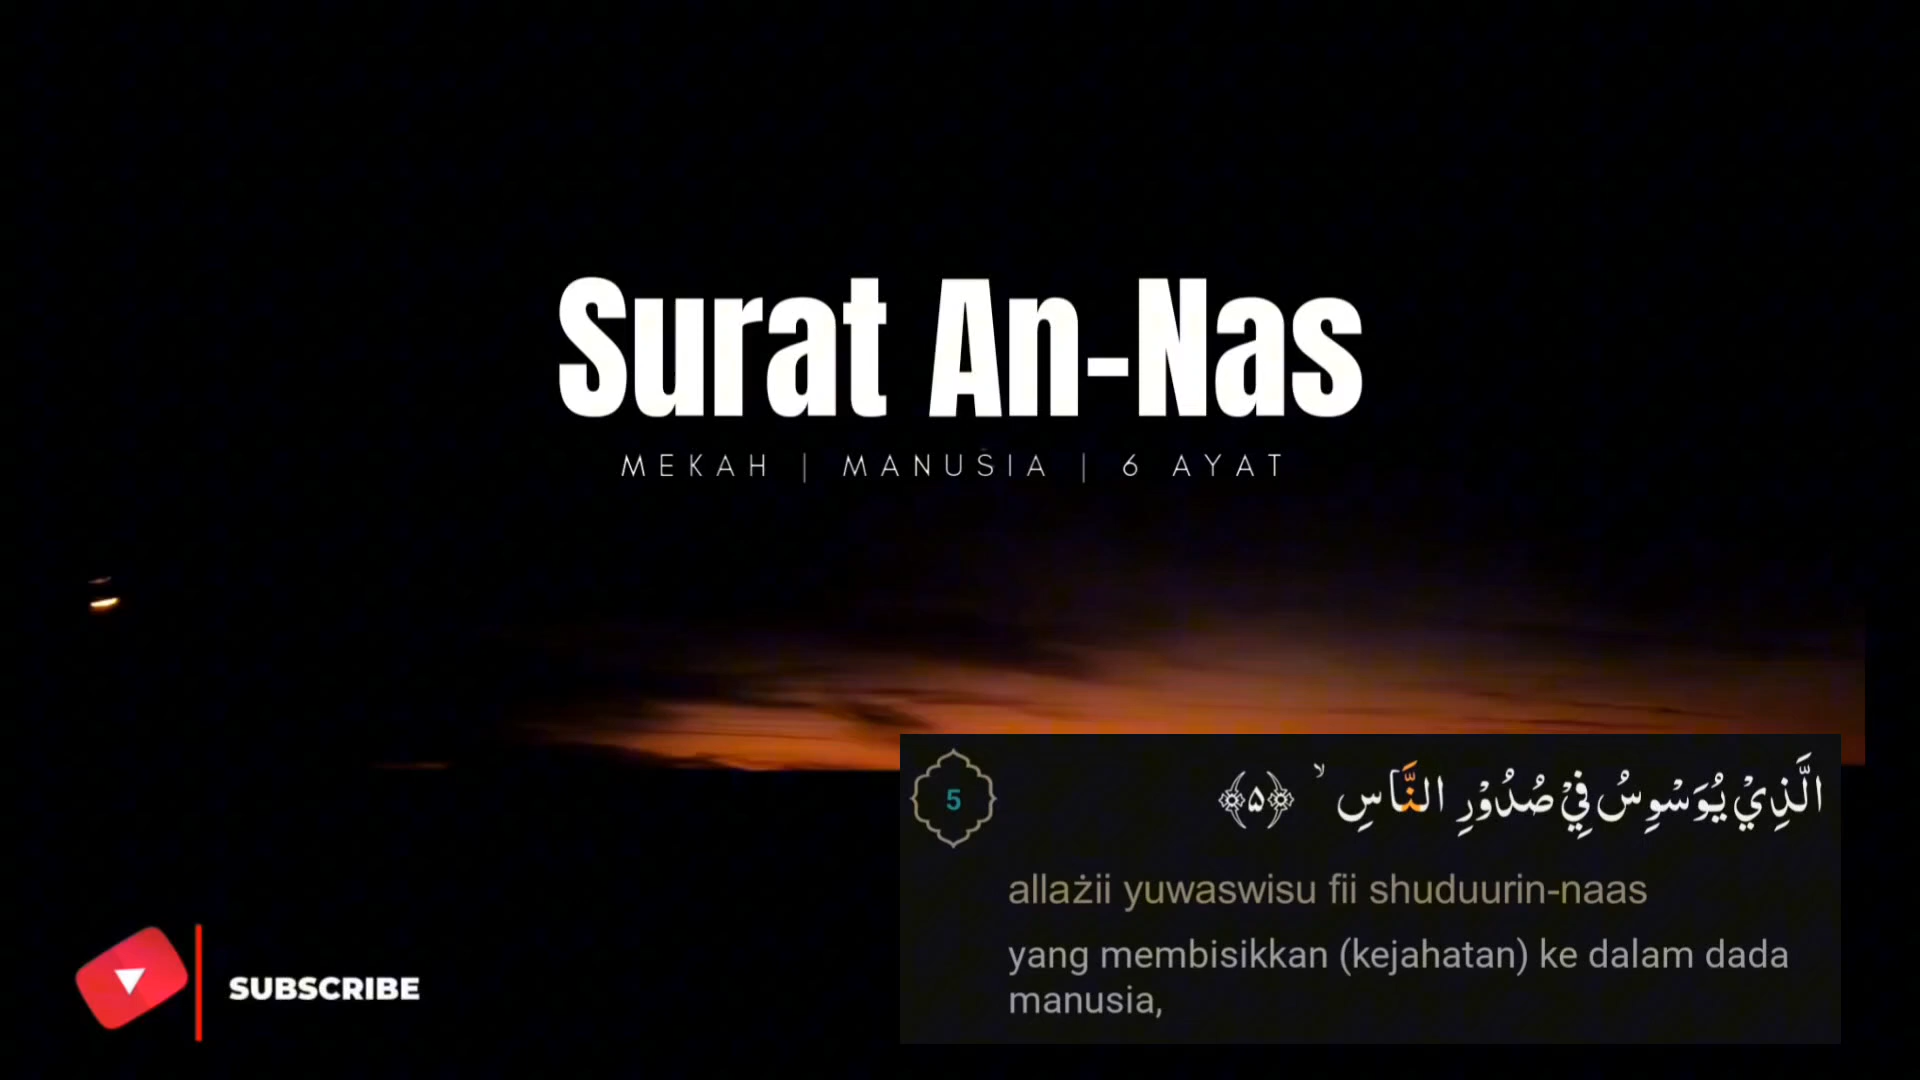 Surat An-Nas
MEKAH | MANUSIA | 6 AYAT
5
الَّذِيْ يُوَسْوِسُ فِيْ صُدُوْرِ النَّاسِ ۙ ﴿٥﴾
allażii yuwaswisu fii shuduurin-naas
yang membisikkan (kejahatan) ke dalam dada
manusia,
SUBSCRIBE